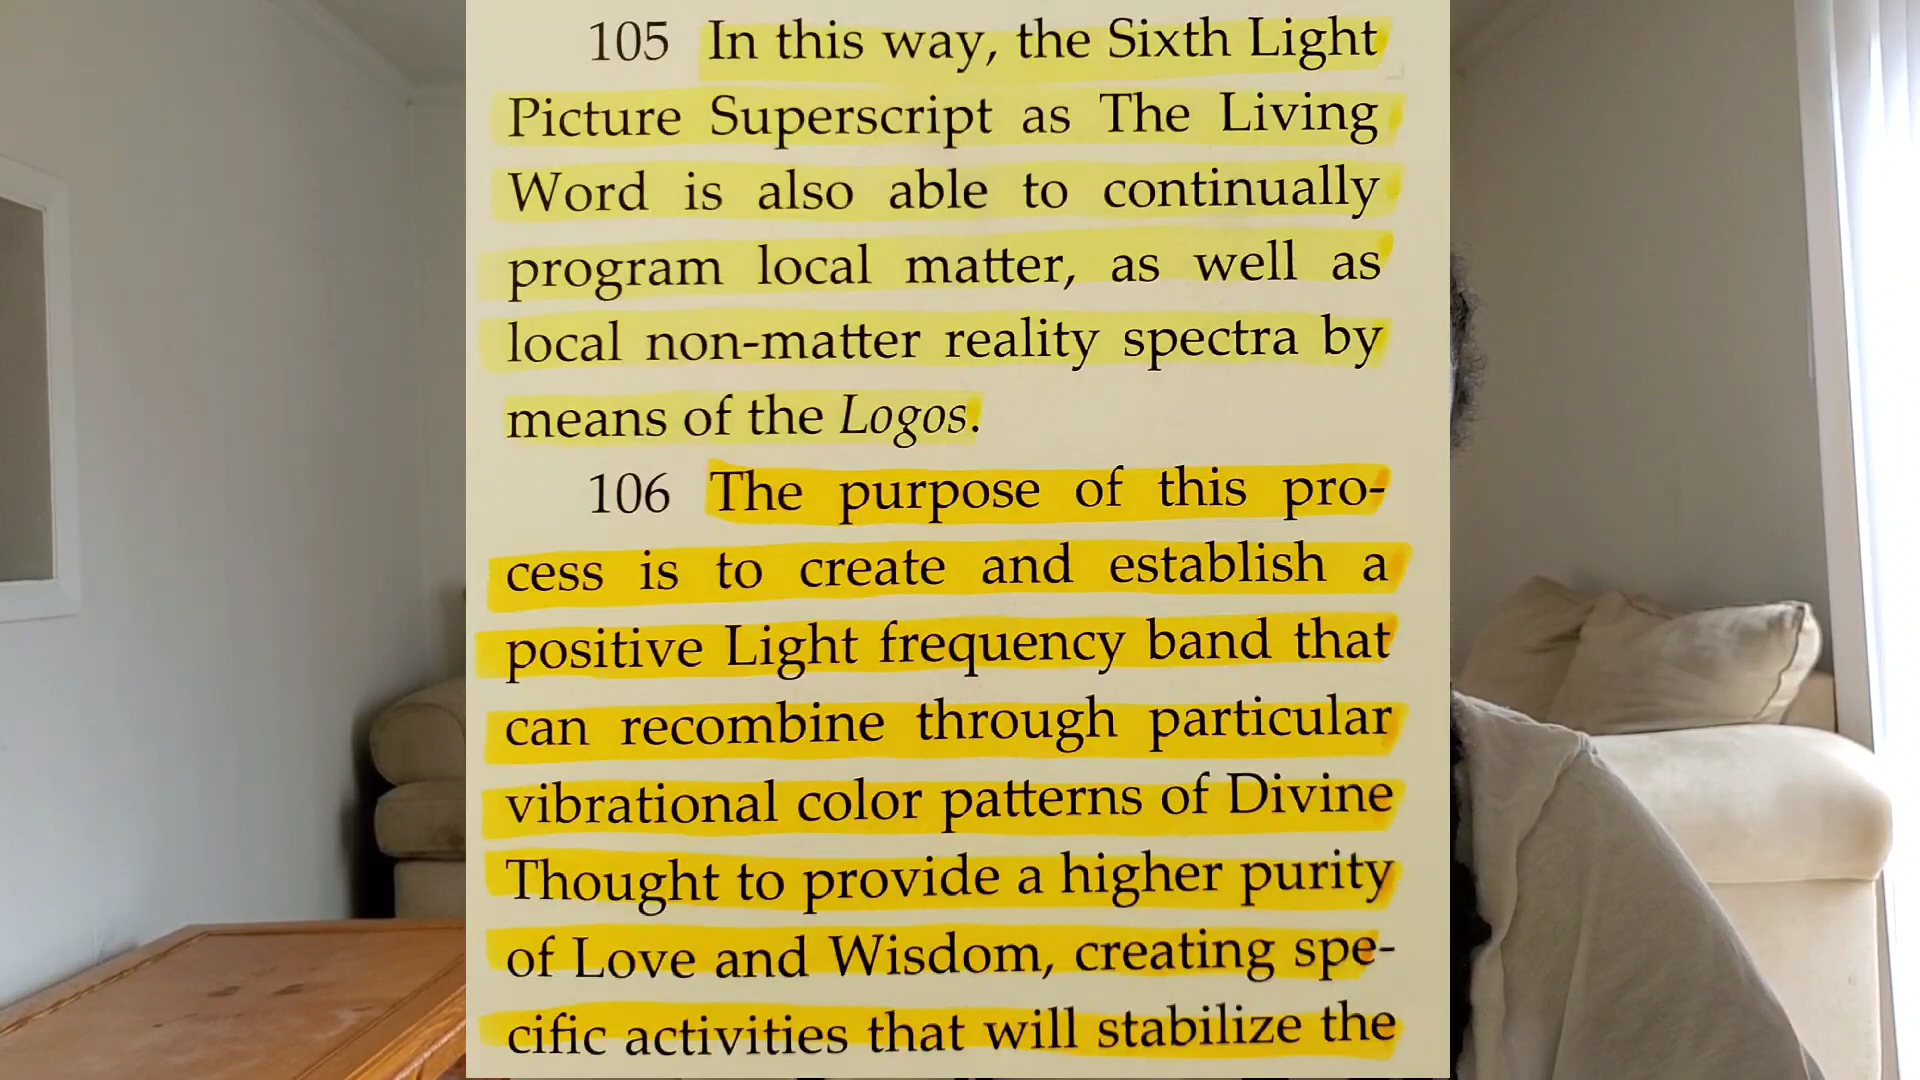 105 In this way, the Sixth Light
Picture Superscript as The Living
Word is also able to continually
program local matter, as well as
local non-matter reality spectra by
means of the Logos.
106 The purpose of this pro-
cess is to create and establish a
positive Light frequency band that
can recombine through particular
vibrational color patterns of Divine
Thought to provide a higher purity
of Love and Wisdom, creating spe-
cific activities that will stabilize the